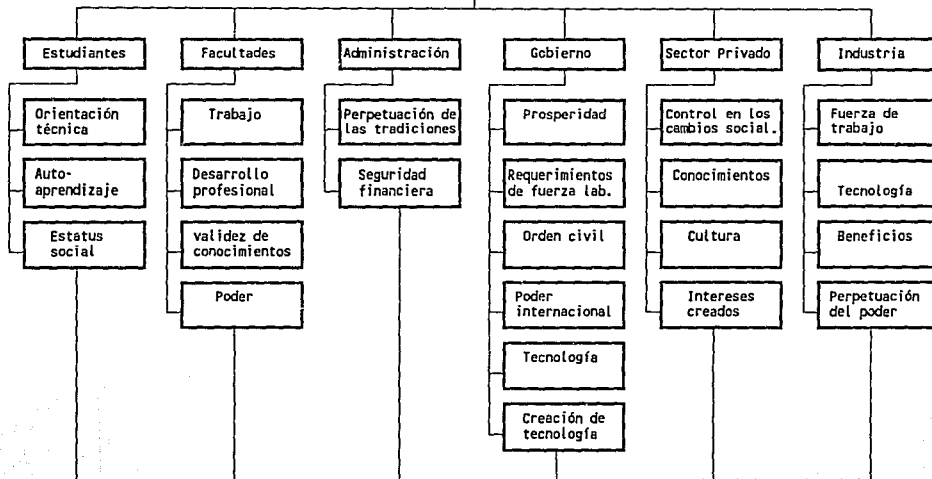 Estudiantes
Orientación
técnica
Auto-
aprendizaje
Estatus
social
Facultades
Trabajo
Desarrollo
profesional
validez de
conocimientos
Poder
Administración
Perpetuación de
las tradiciones
Seguridad
financiera
Gobierno
Prosperidad
Requerimientos
de fuerza lab.
Orden civil
Poder
internacional
Tecnología
Creación de
tecnología
Sector Privado
Control en los
cambios social.
Conocimientos
Cultura
Intereses
creados
Industria
Fuerza de
trabajo
Tecnología
Beneficios
Perpetuación
del poder